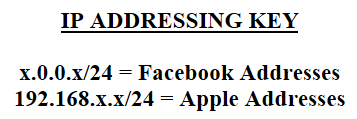 IP ADDRESSING KEY
x.0.0.x/24 = Facebook Addresses
192.168.x.x/24 = Apple Addresses